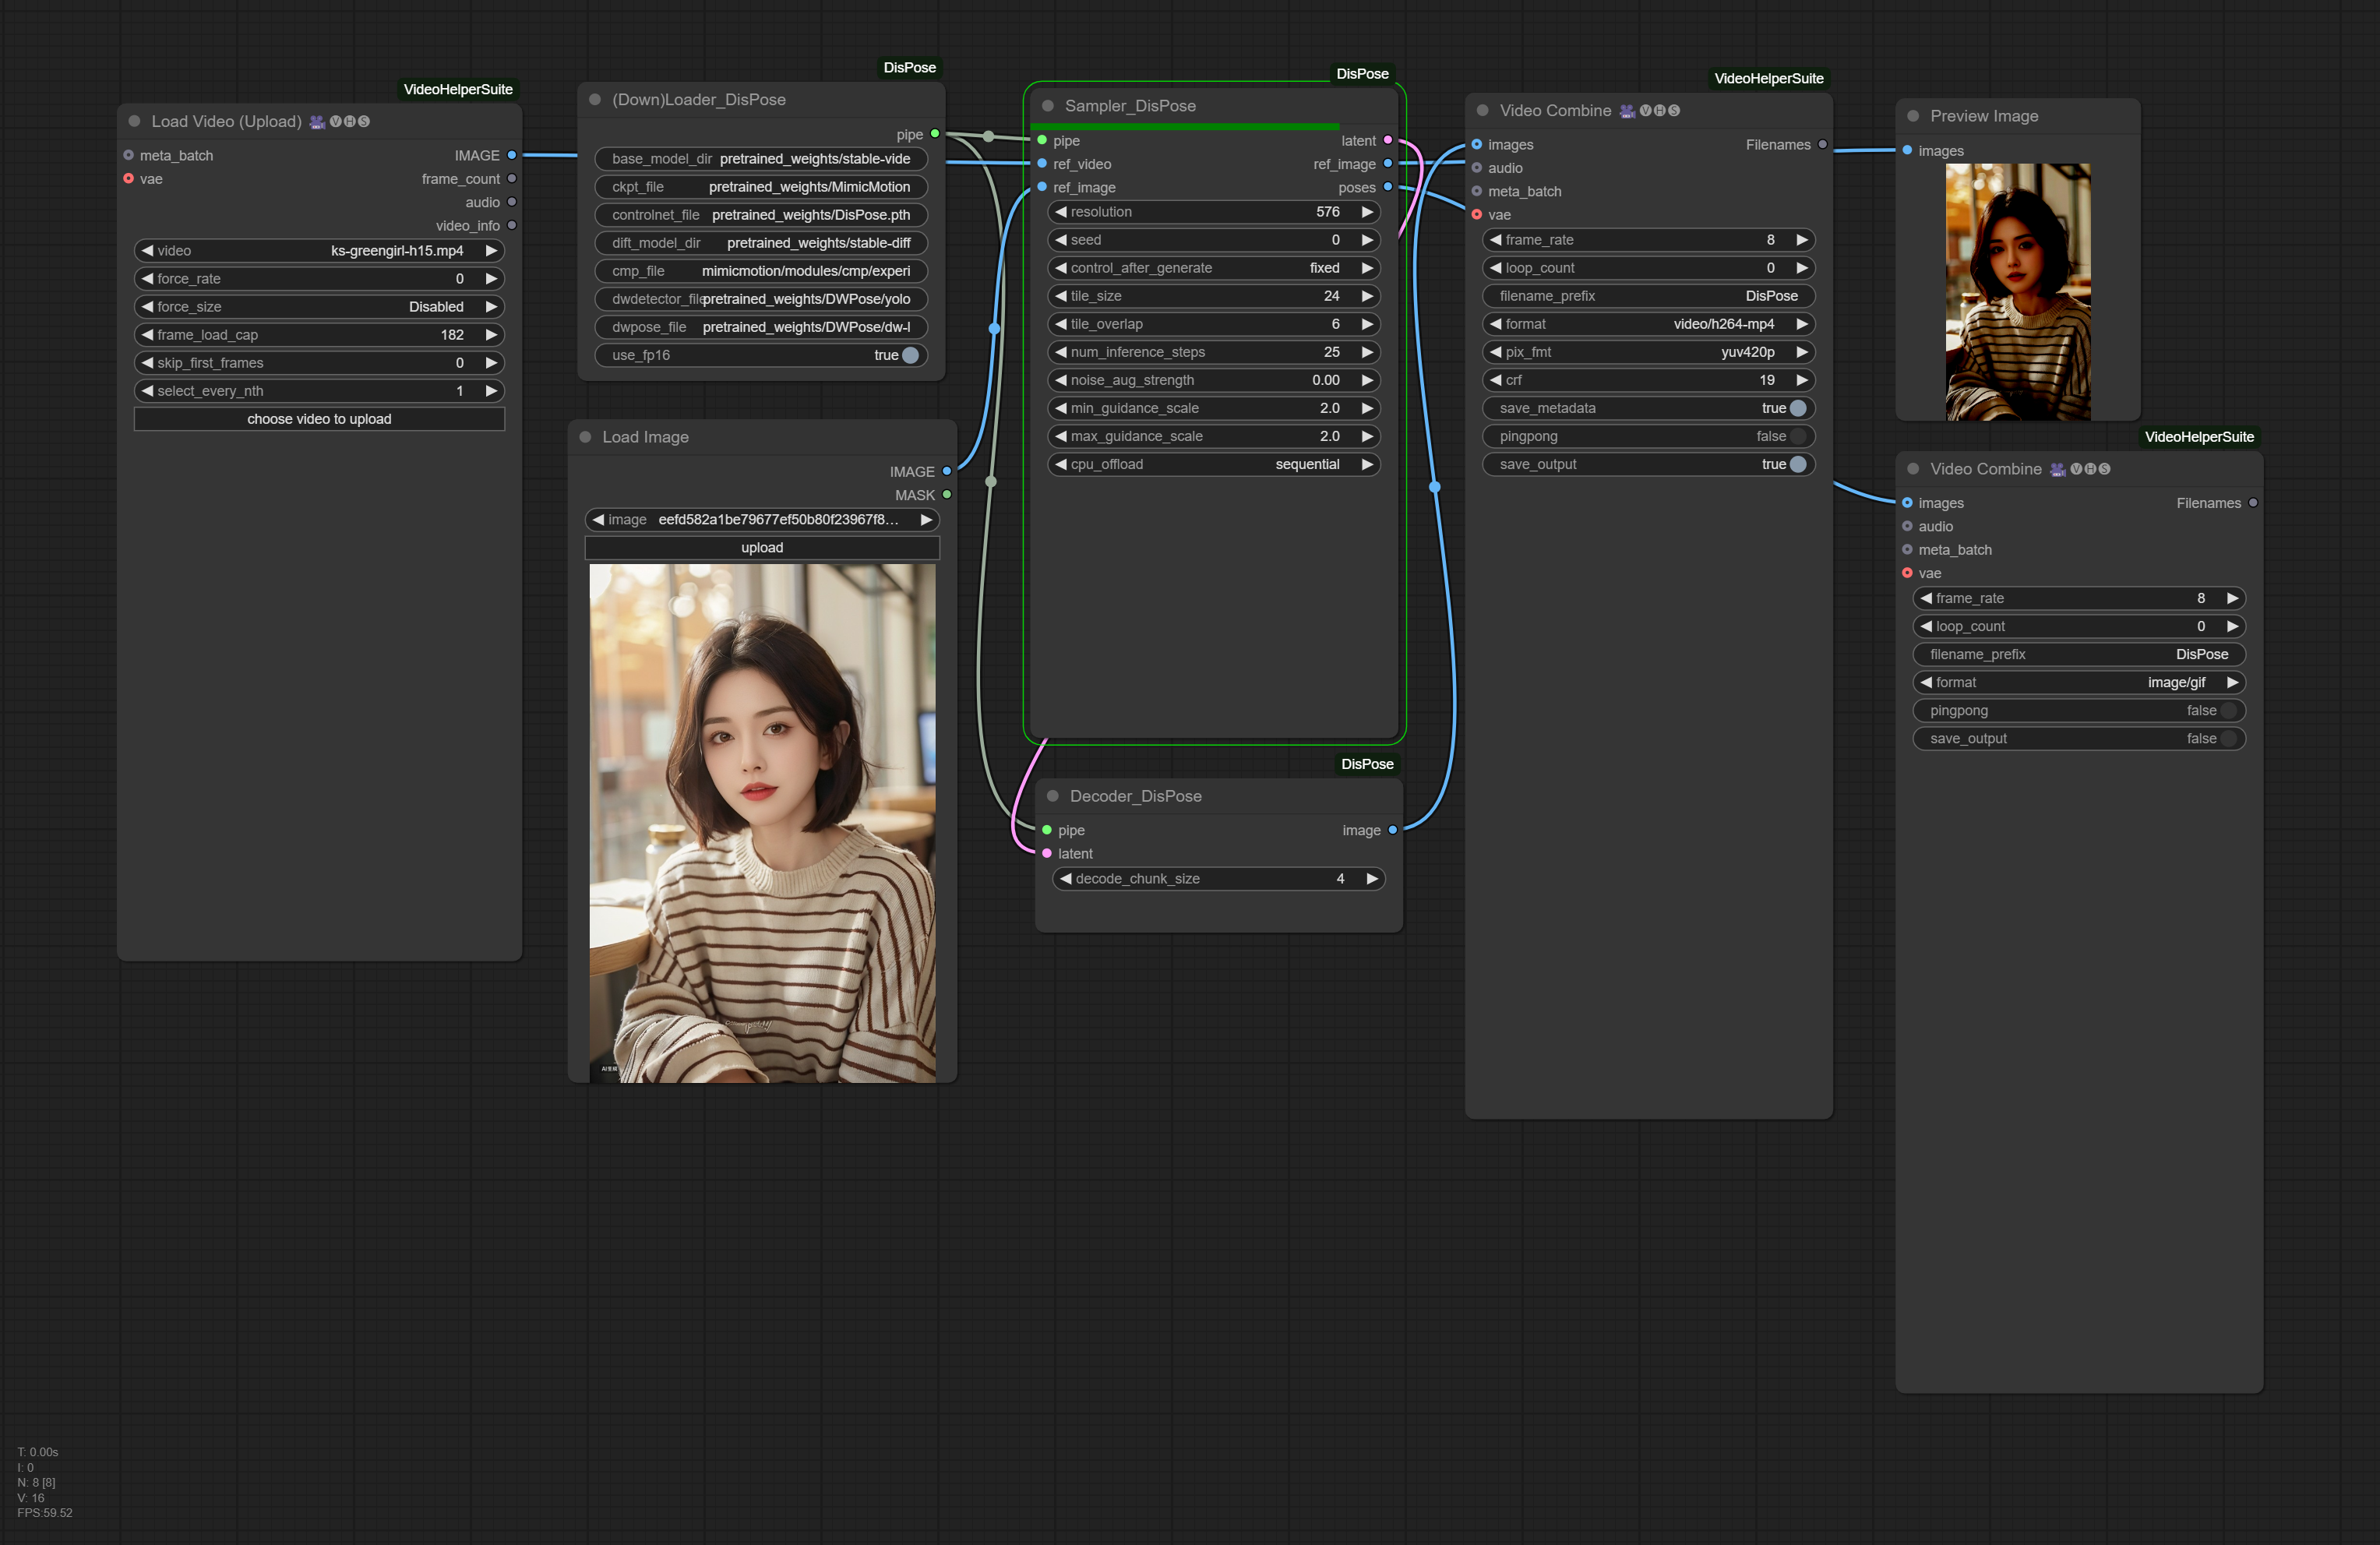 VideoHelperSuite
Load Video (Upload) 🎥🅥🅗🅢
meta_batch IMAGE
vae frame_count
audio
video_info
video ks-greengirl-h15.mp4
force_rate 0
force_size Disabled
frame_load_cap 182
skip_first_frames 0
select_every_nth 1
choose video to upload
DisPose
(Down)Loader_DisPose
pipe
base_model_dir pretrained_weights/stable-vide
ckpt_file pretrained_weights/MimicMotion
controlnet_file pretrained_weights/DisPose.pth
dift_model_dir pretrained_weights/stable-diff
cmp_file mimicmotion/modules/cmp/experi
dwdetector_file pretrained_weights/DWPose/yolo
dwpose_file pretrained_weights/DWPose/dw-l
use_fp16 true
Load Image
IMAGE
MASK
image eefd582a1be79677ef50b80f23967f8...
upload
DisPose
Sampler_DisPose
pipe latent
ref_video ref_image
ref_image poses
resolution 576
seed 0
control_after_generate fixed
tile_size 24
tile_overlap 6
num_inference_steps 25
noise_aug_strength 0.00
min_guidance_scale 2.0
max_guidance_scale 2.0
cpu_offload sequential
DisPose
Decoder_DisPose
pipe image
latent
decode_chunk_size 4
VideoHelperSuite
Video Combine 🎥🅥🅗🅢
images Filenames
audio
meta_batch
vae
frame_rate 8
loop_count 0
filename_prefix DisPose
format video/h264-mp4
pix_fmt yuv420p
crf 19
save_metadata true
pingpong false
save_output true
Preview Image
images
VideoHelperSuite
Video Combine 🎥🅥🅗🅢
images Filenames
audio
meta_batch
vae
frame_rate 8
loop_count 0
filename_prefix DisPose
format image/gif
pingpong false
save_output false
T: 0.00s
I: 0
N: 8 [8]
V: 16
FPS:59.52